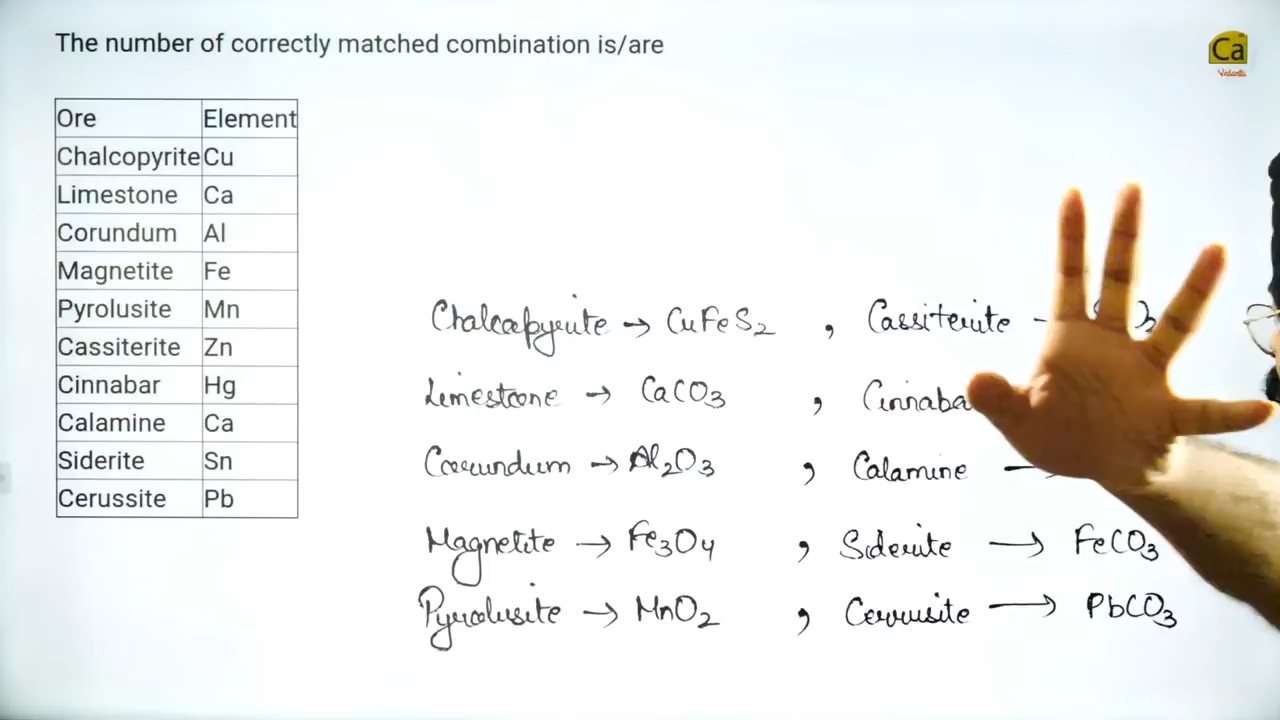 The number of correctly matched combination is/are
Ca
Vedantu
Ore Element
Chalcopyrite Cu
Limestone Ca
Corundum Al
Magnetite Fe
Pyrolusite Mn
Cassiterite Zn
Cinnabar Hg
Calamine Ca
Siderite Sn
Cerussite Pb
Chalcopyrite → CuFeS2 , Cassiterite
Limestone → CaCO3 , Cinnaba
Corundum → Al2O3 , Calamine →
Magnetite → Fe3O4 , Siderite → FeCO3
Pyrolusite → MnO2 , Cerrusite → PbCO3